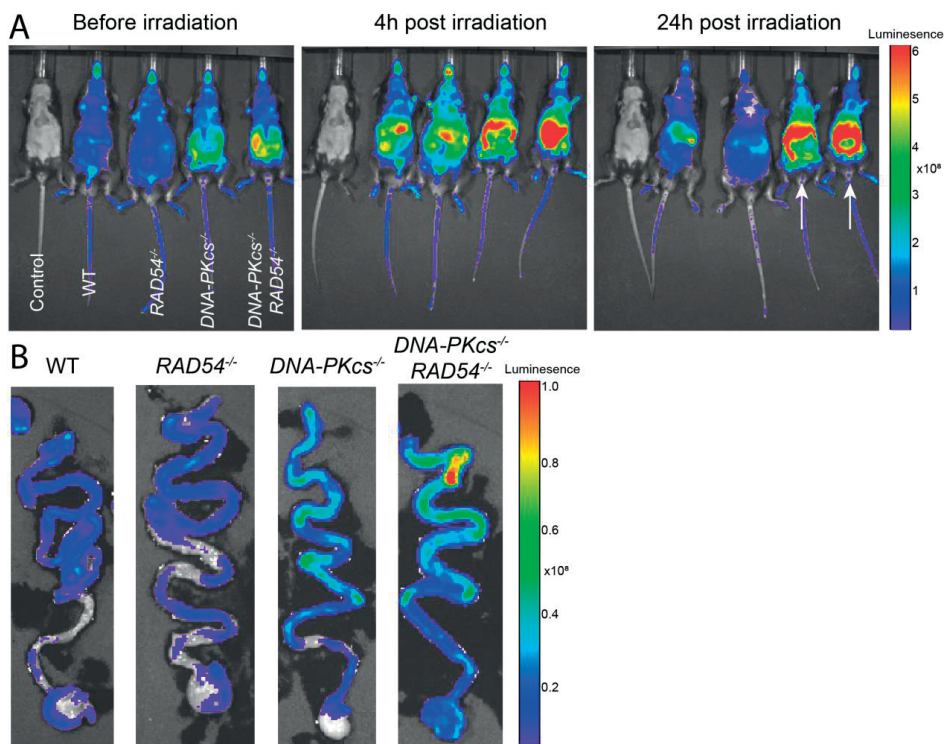 A
Before irradiation
4h post irradiation
24h post irradiation
Luminesence
6
5
4
x10⁸
3
2
1
Control
WT
RAD54-/-
DNA-PKcs-/-
DNA-PKcs-/-
RAD54-/-
B
WT
RAD54-/-
DNA-PKcs-/-
DNA-PKcs-/-
RAD54-/-
Luminesence
1.0
0.8
0.6
x10⁸
0.4
0.2